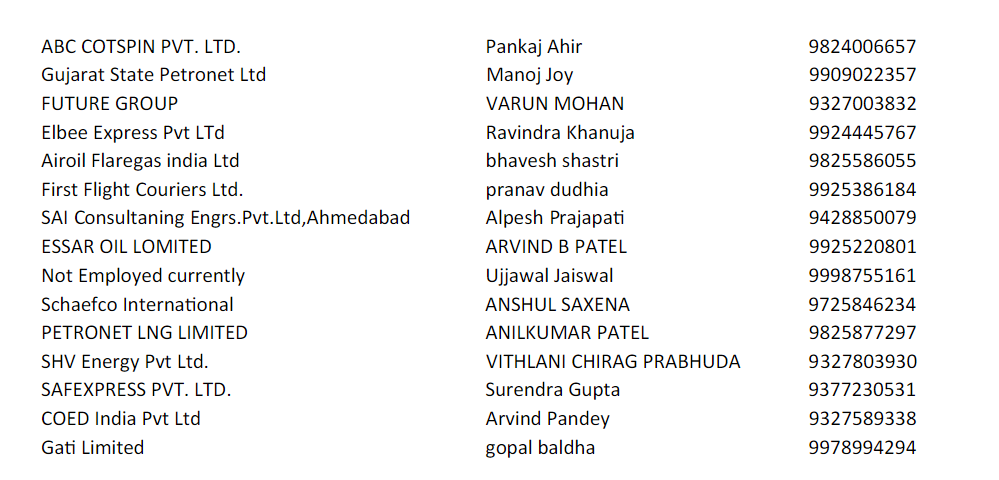 ABC COTSPIN PVT. LTD. Pankaj Ahir 9824006657
Gujarat State Petronet Ltd Manoj Joy 9909022357
FUTURE GROUP VARUN MOHAN 9327003832
Elbee Express Pvt LTd Ravindra Khanuja 9924445767
Airoil Flaregas india Ltd bhavesh shastri 9825586055
First Flight Couriers Ltd. pranav dudhia 9925386184
SAI Consultaning Engrs.Pvt.Ltd,Ahmedabad Alpesh Prajapati 9428850079
ESSAR OIL LOMITED ARVIND B PATEL 9925220801
Not Employed currently Ujjawal Jaiswal 9998755161
Schaefco International ANSHUL SAXENA 9725846234
PETRONET LNG LIMITED ANILKUMAR PATEL 9825877297
SHV Energy Pvt Ltd. VITHLANI CHIRAG PRABHUDA 9327803930
SAFEXPRESS PVT. LTD. Surendra Gupta 9377230531
COED India Pvt Ltd Arvind Pandey 9327589338
Gati Limited gopal baldha 9978994294